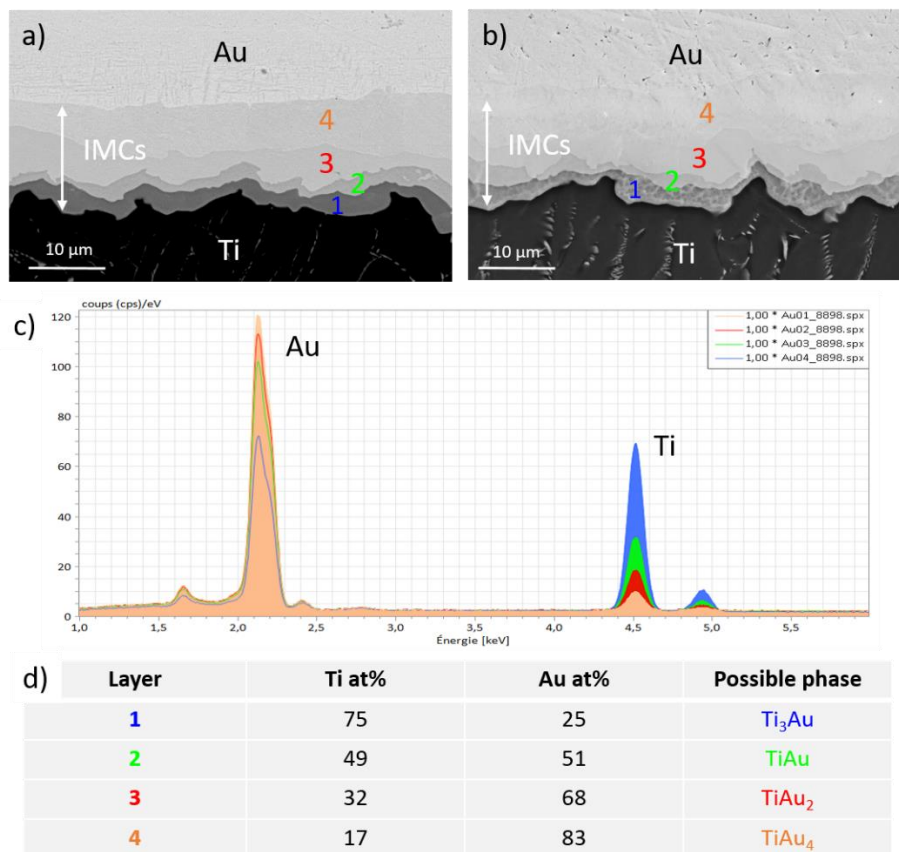 a)
Au
4
3
2
1
IMCs
10 µm
Ti
b)
Au
4
3
2
1
IMCs
10 µm
Ti
c)
coups (cps)/eV
120
100
80
60
40
20
0
Au
Ti
1,00 * Au01_8898.spx
1,00 * Au02_8898.spx
1,00 * Au03_8898.spx
1,00 * Au04_8898.spx
1,0 1,5 2,0 2,5 3,0 3,5 4,0 4,5 5,0 5,5
Énergie [keV]
d)
Layer Ti at% Au at% Possible phase
1 75 25 Ti₃Au
2 49 51 TiAu
3 32 68 TiAu₂
4 17 83 TiAu₄